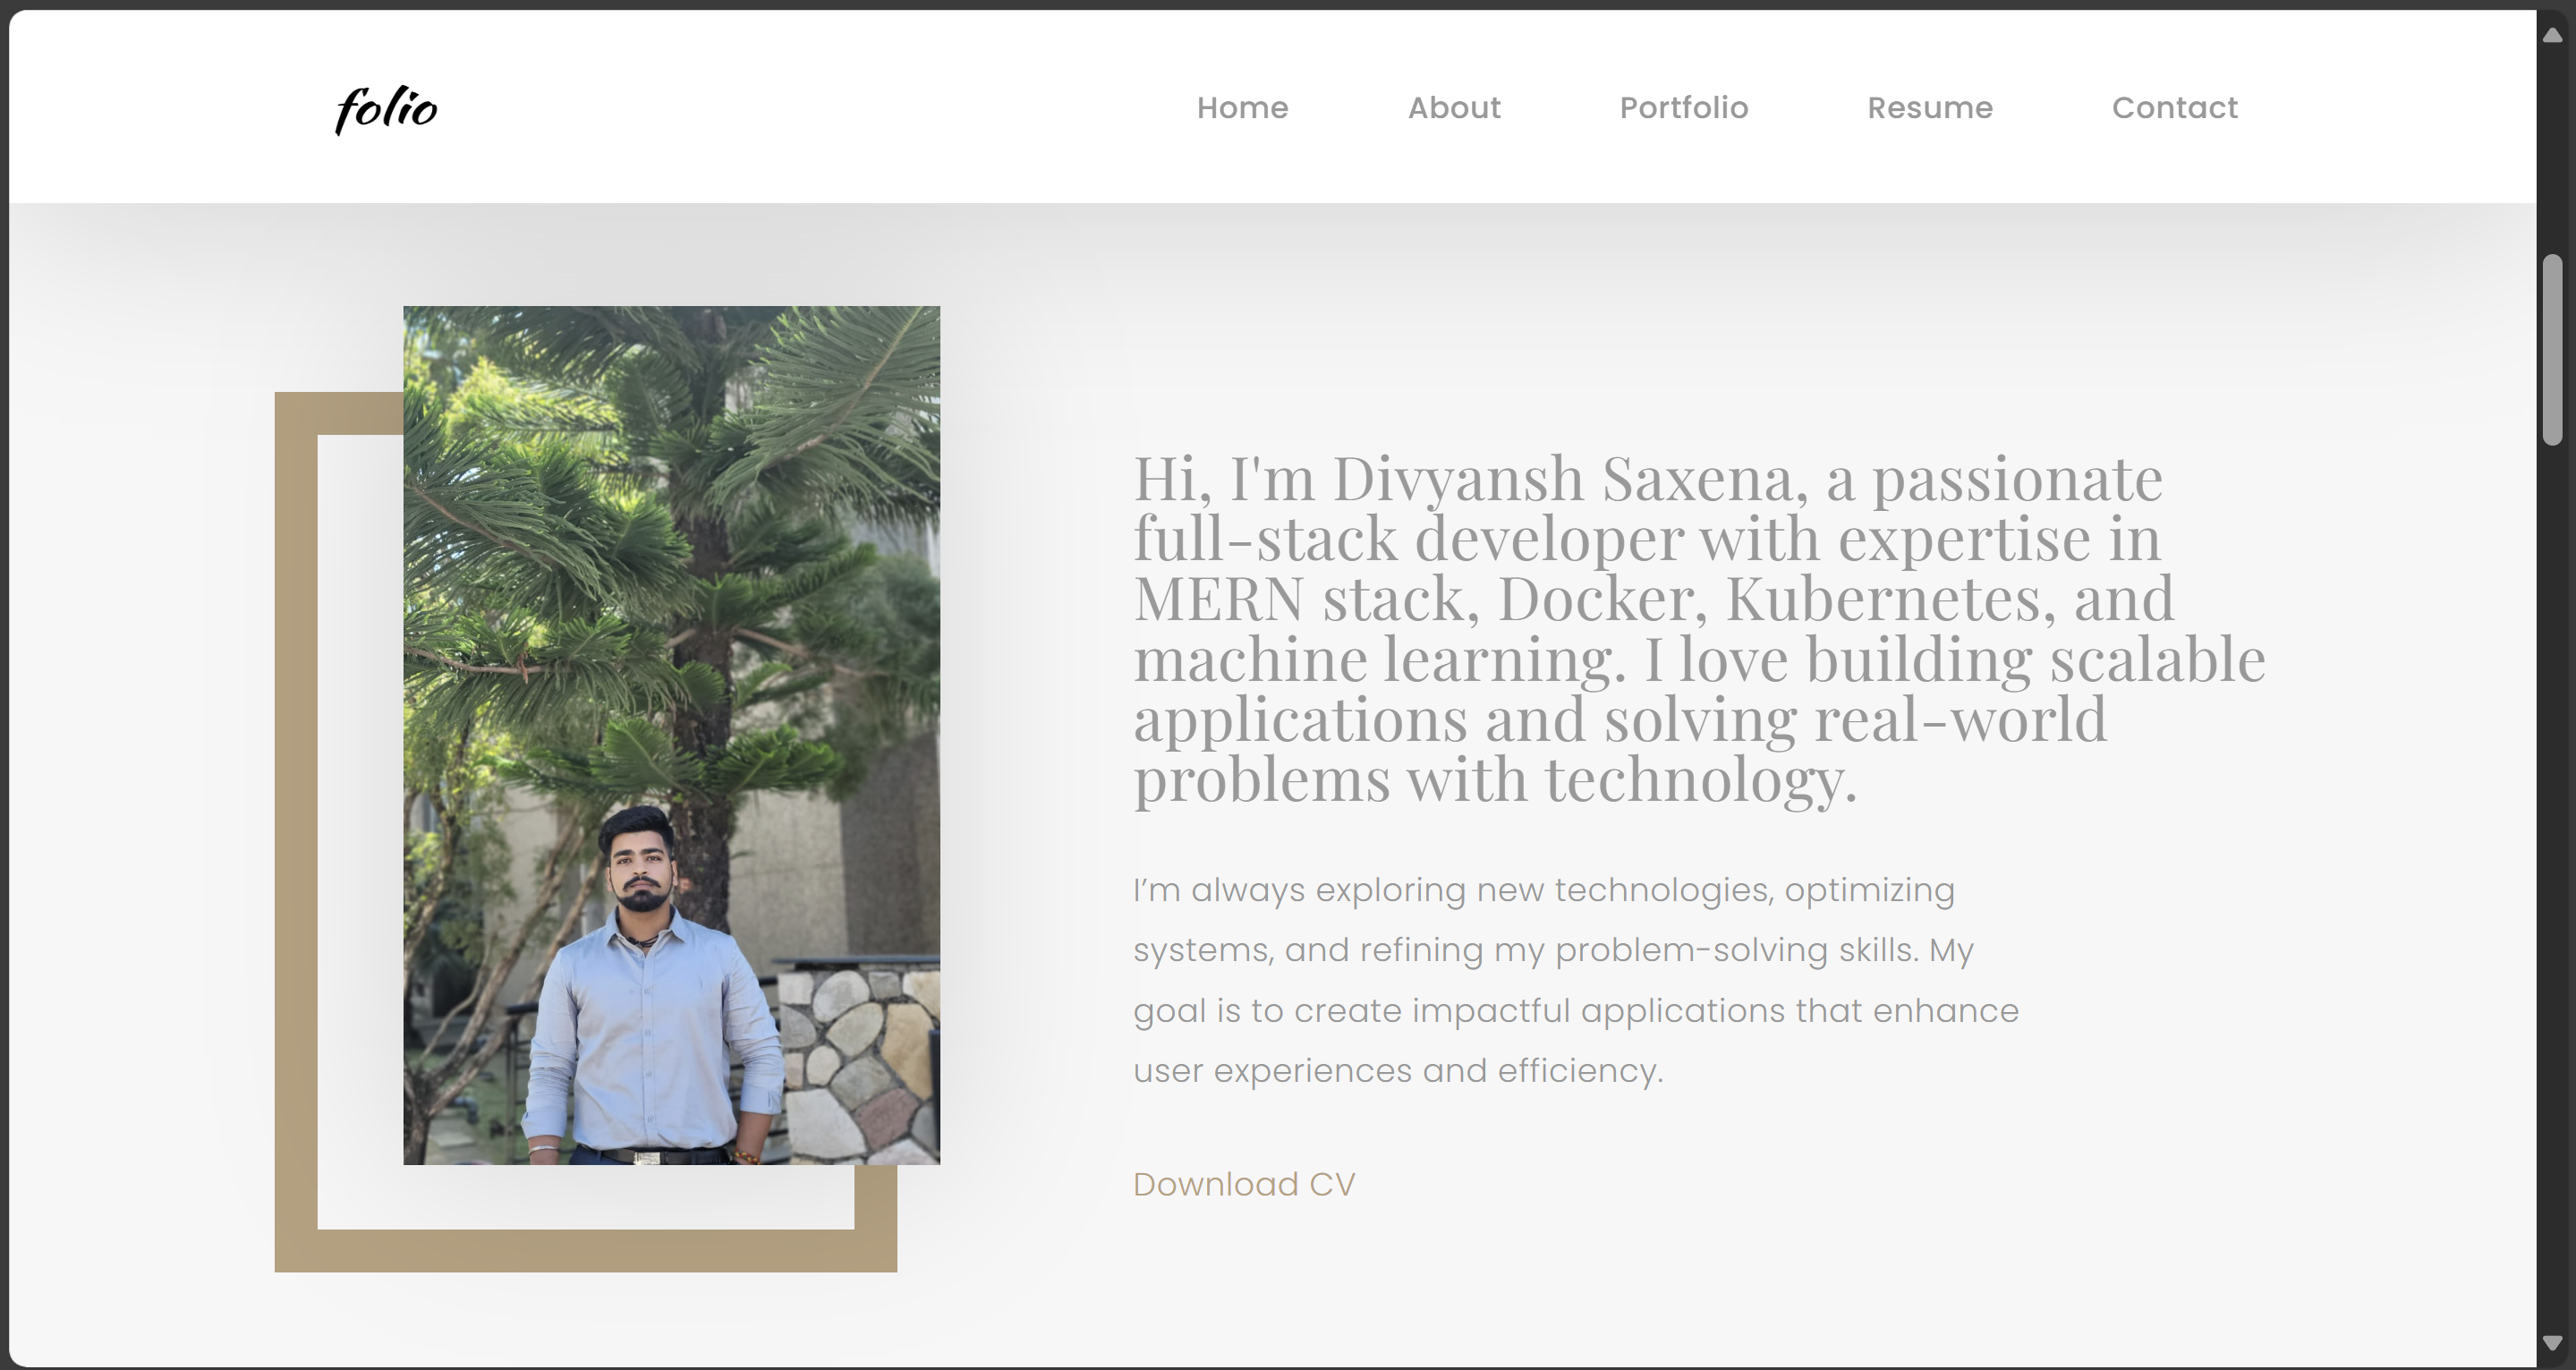 folio
Home About Portfolio Resume Contact
Hi, I'm Divyansh Saxena, a passionate
full-stack developer with expertise in
MERN stack, Docker, Kubernetes, and
machine learning. I love building scalable
applications and solving real-world
problems with technology.
I’m always exploring new technologies, optimizing
systems, and refining my problem-solving skills. My
goal is to create impactful applications that enhance
user experiences and efficiency.
Download CV